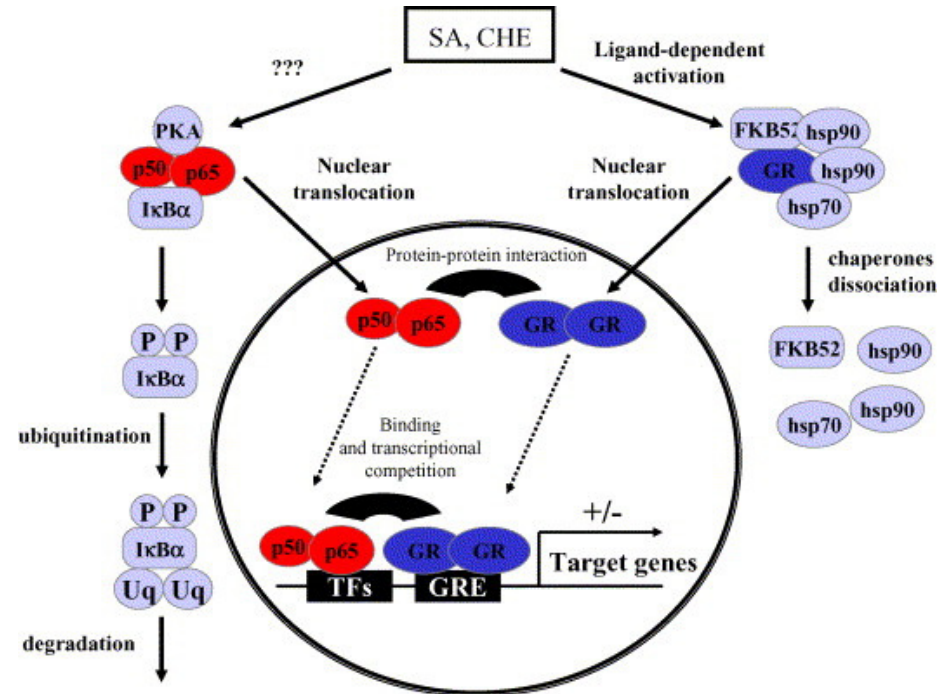 SA, CHE
???
Ligand-dependent
activation
PKA
p50
p65
IκBα
FKB52
hsp90
GR
hsp90
hsp70
Nuclear
translocation
Nuclear
translocation
Protein-protein interaction
chaperones
dissociation
p50
p65
GR
GR
P
P
IκBα
FKB52
hsp90
hsp70
hsp90
ubiquitination
Binding
and transcriptional
competition
P
P
IκBα
Uq
Uq
p50
p65
GR
GR
+/-
Target genes
TFs
GRE
degradation